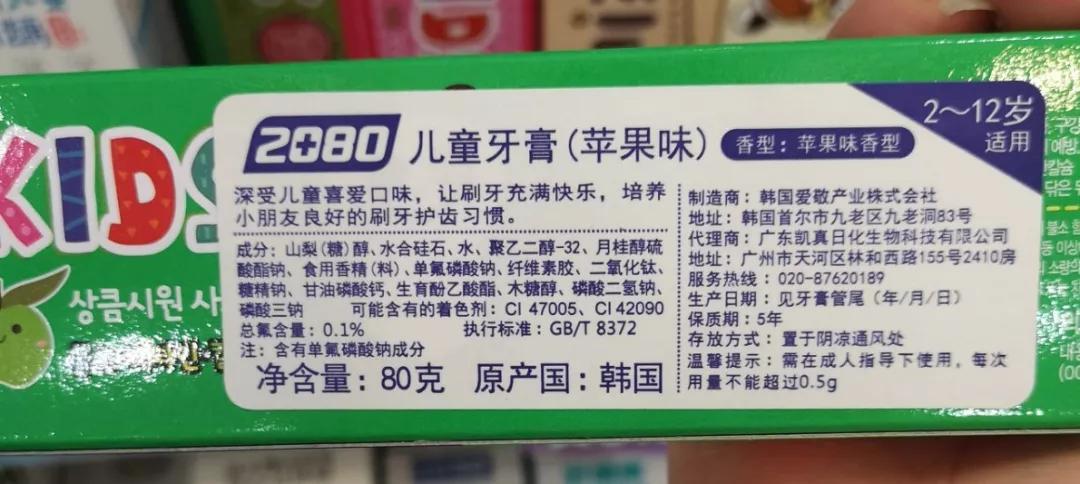 KIDS
상큼시원 사
2080 儿童牙膏(苹果味) 香型:苹果味香型
2～12岁
适用
深受儿童喜爱口味，让刷牙充满快乐，培养
小朋友良好的刷牙护齿习惯。
成分:山梨(糖)醇、水合硅石、水、聚乙二醇-32、月桂醇硫
酸酯钠、食用香精(料)、单氟磷酸钠、纤维素胶、二氧化钛、
糖精钠、甘油磷酸钙、生育酚乙酸酯、木糖醇、磷酸二氢钠、
磷酸三钠 可能含有的着色剂:CI 47005、CI 42090
总氟含量:0.1% 执行标准:GB/T 8372
注:含有单氟磷酸钠成分
净含量:80克 原产国:韩国
制造商:韩国爱敬产业株式会社
地址:韩国首尔市九老区九老洞83号
代理商:广东凯真日化生物科技有限公司
地址:广州市天河区林和西路155号2410房
服务热线:020-87620189
生产日期:见牙膏管尾(年/月/日)
保质期:5年
存放方式:置于阴凉通风处
温馨提示:需在成人指导下使用，每次
用量不能超过0.5g